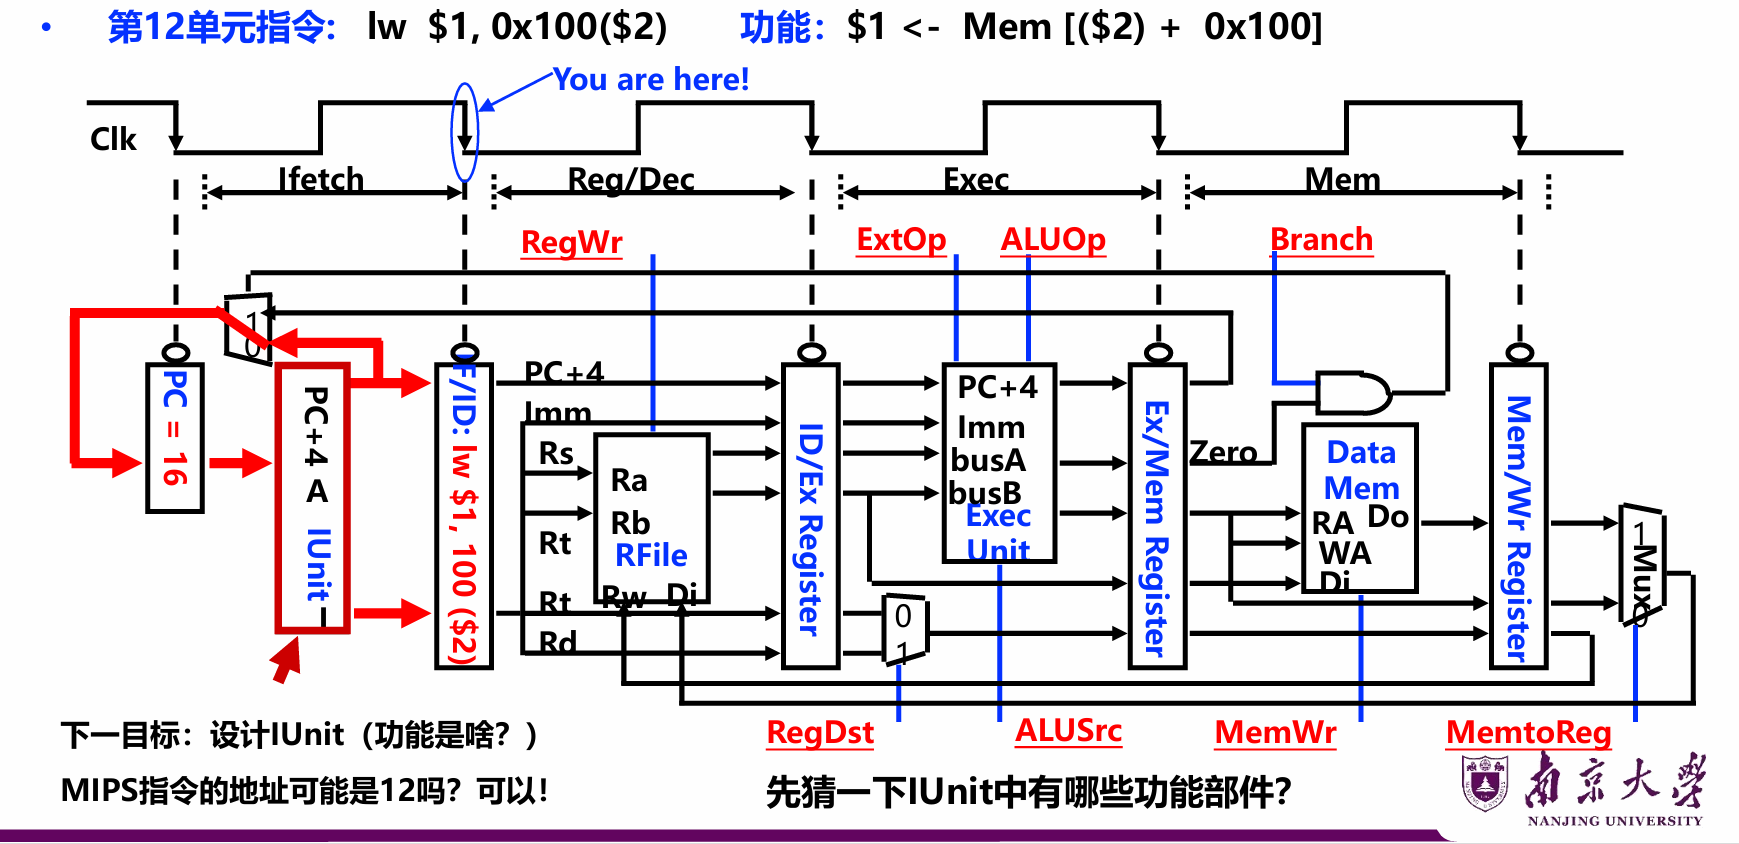 • 第12单元指令: lw $1, 0x100($2) 功能: $1 <- Mem [($2) + 0x100]
You are here!
Clk
Ifetch Reg/Dec Exec Mem
RegWr ExtOp ALUOp Branch
1
0
PC = 16
PC+4 A IUnit I
IF/ID: lw $1, 100 ($2)
PC+4
Imm
Rs
Rt
Rt
Rd
Ra
Rb
RFile
Rw Di
ID/Ex Register
0
1
PC+4
Imm
busA
busB
Exec
Unit
Ex/Mem Register
Zero
Data
Mem
RA Do
WA
Di
Mem/Wr Register
1
Mux
0
RegDst ALUSrc MemWr MemtoReg
下一目标：设计IUnit（功能是啥？）
MIPS指令的地址可能是12吗？可以！
先猜一下IUnit中有哪些功能部件？
南京大学
NANJING UNIVERSITY